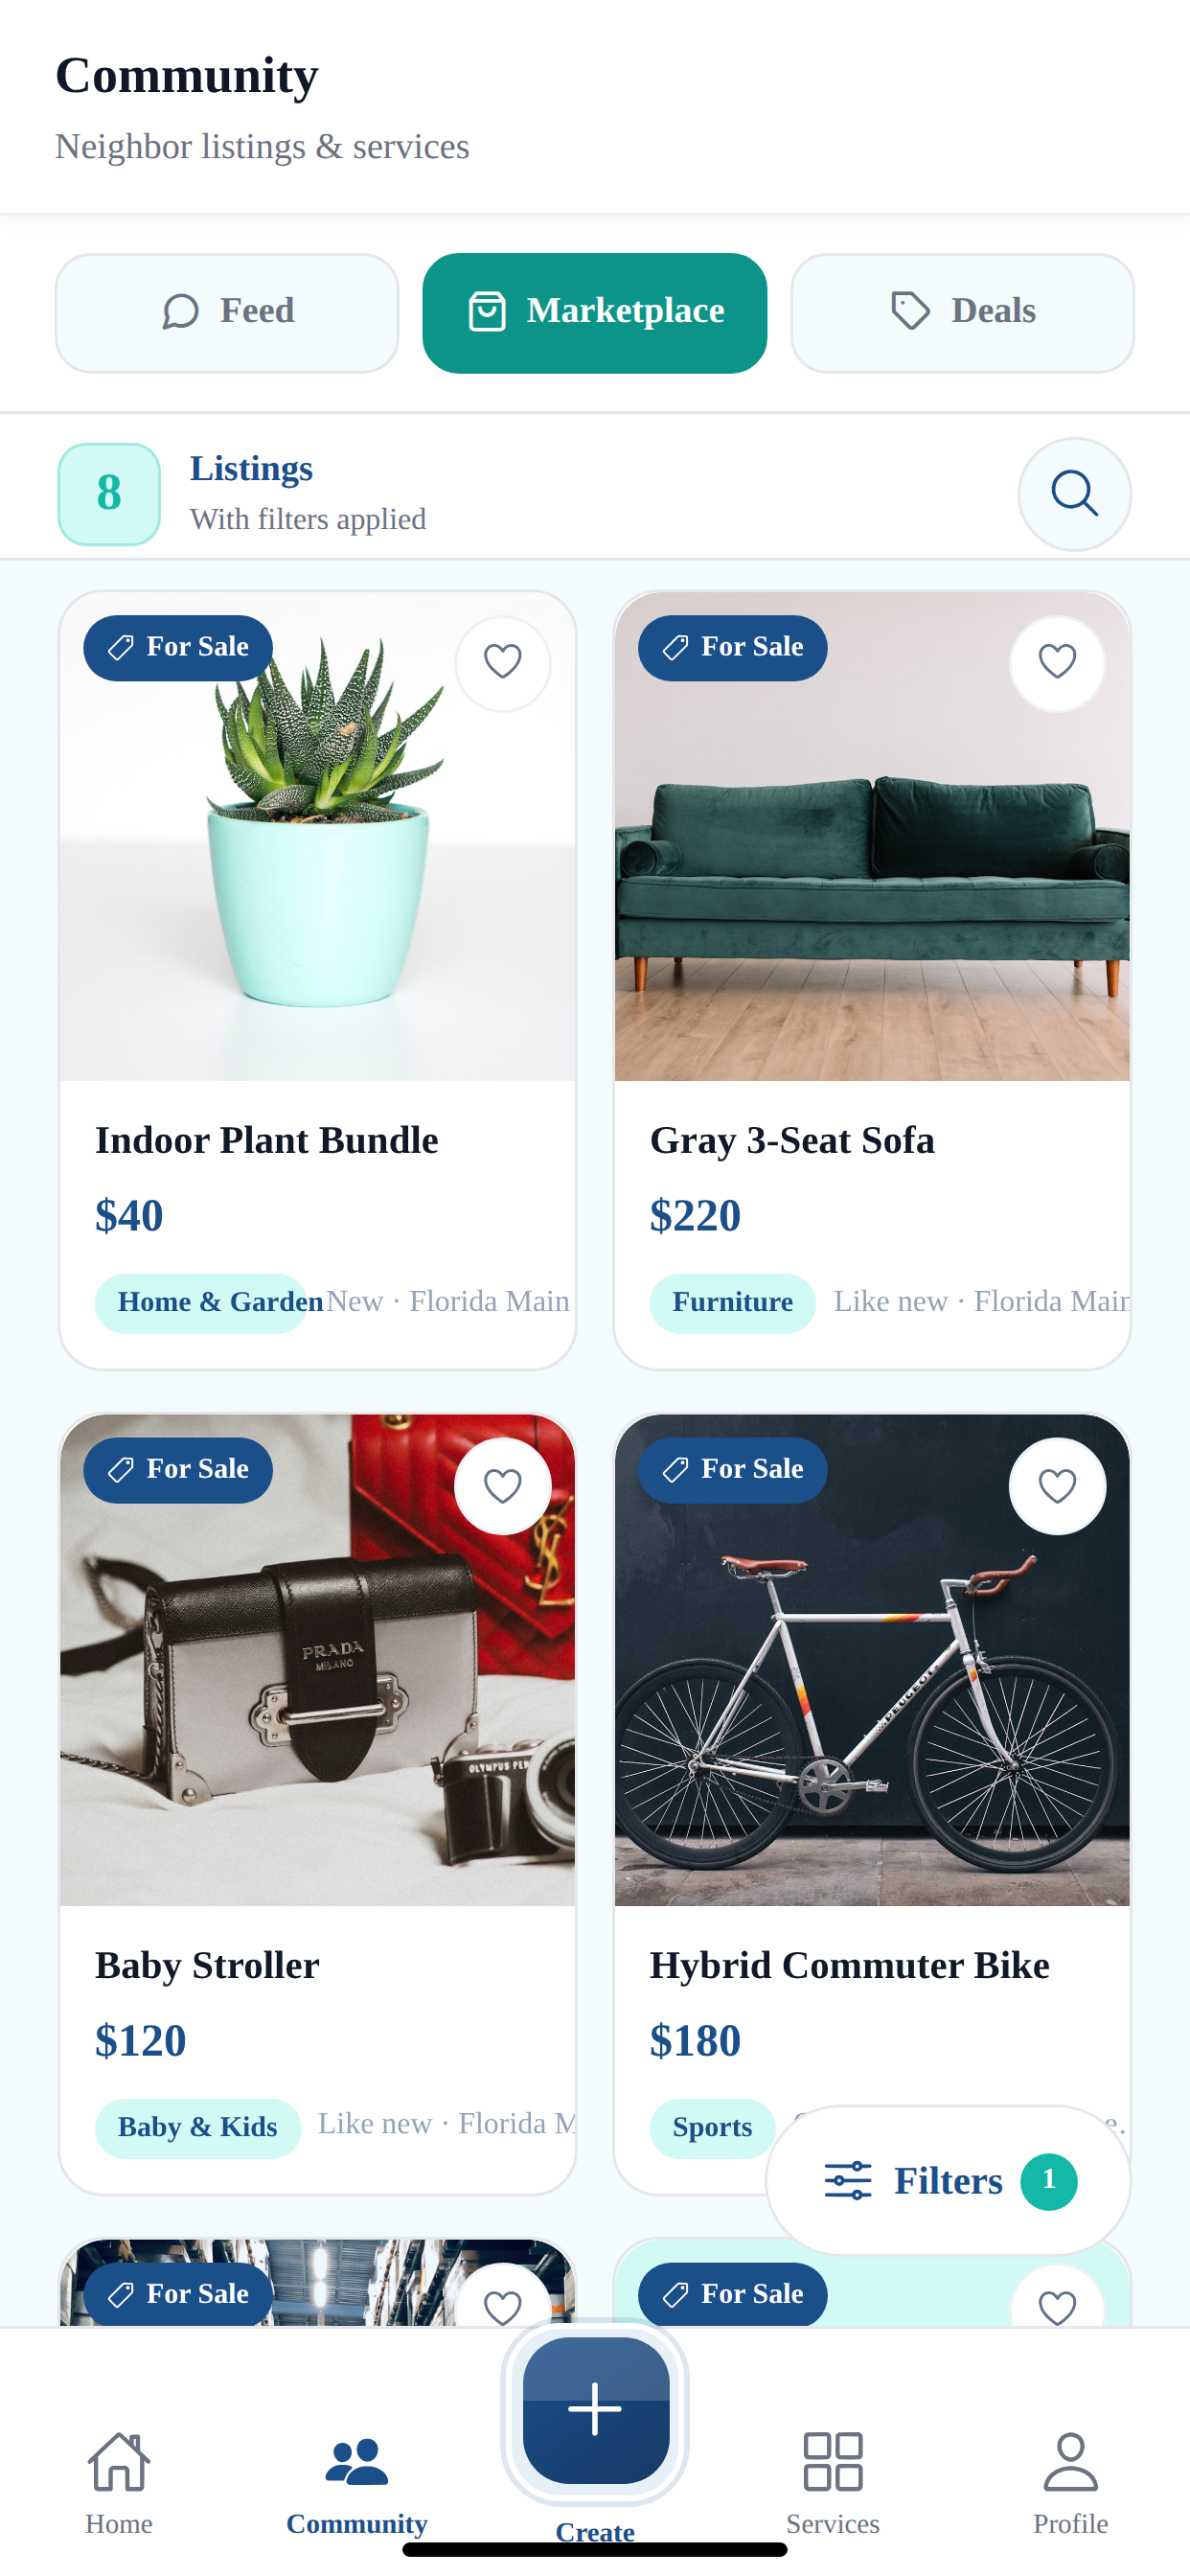 Community
Neighbor listings & services
Feed
Marketplace
Deals
8
Listings
With filters applied
For Sale
For Sale
Indoor Plant Bundle
$40
Home & Garden New · Florida Main
Gray 3-Seat Sofa
$220
Furniture Like new · Florida Main
For Sale
PRADA
MILANO
OLYMPUS PEN
For Sale
PEUGEOT
Baby Stroller
$120
Baby & Kids Like new · Florida M
Hybrid Commuter Bike
$180
Sports
Filters 1
For Sale
For Sale
Home
Community
Create
Services
Profile